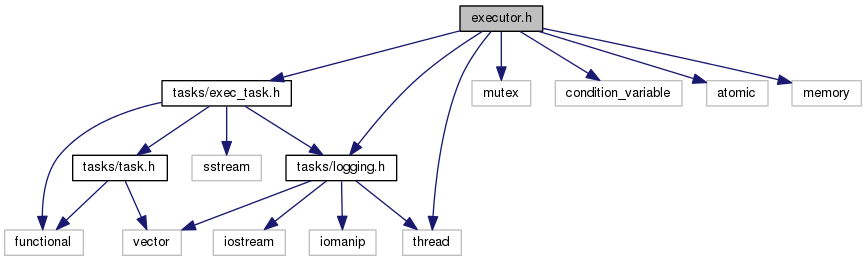 executor.h
tasks/exec_task.h
mutex
condition_variable
atomic
memory
tasks/task.h
sstream
tasks/logging.h
functional
vector
iostream
iomanip
thread